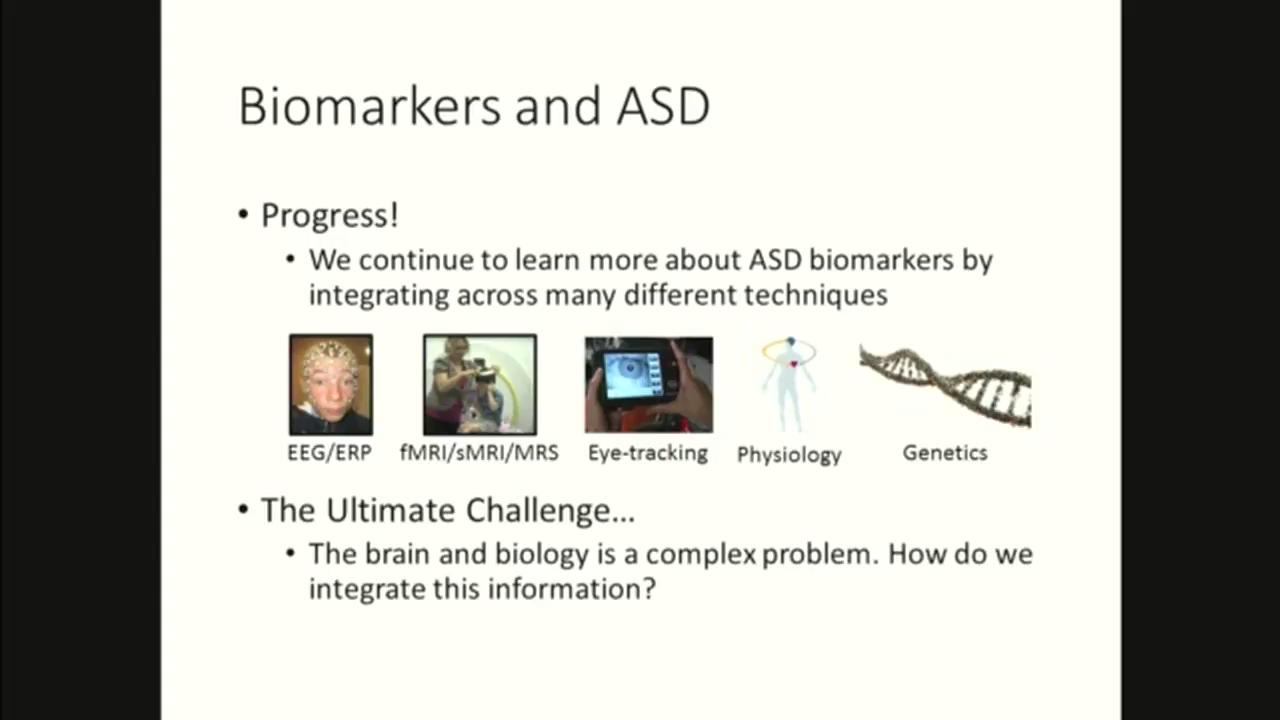 Biomarkers and ASD
• Progress!
• We continue to learn more about ASD biomarkers by
integrating across many different techniques
EEG/ERP fMRI/sMRI/MRS Eye-tracking Physiology Genetics
• The Ultimate Challenge...
• The brain and biology is a complex problem. How do we
integrate this information?